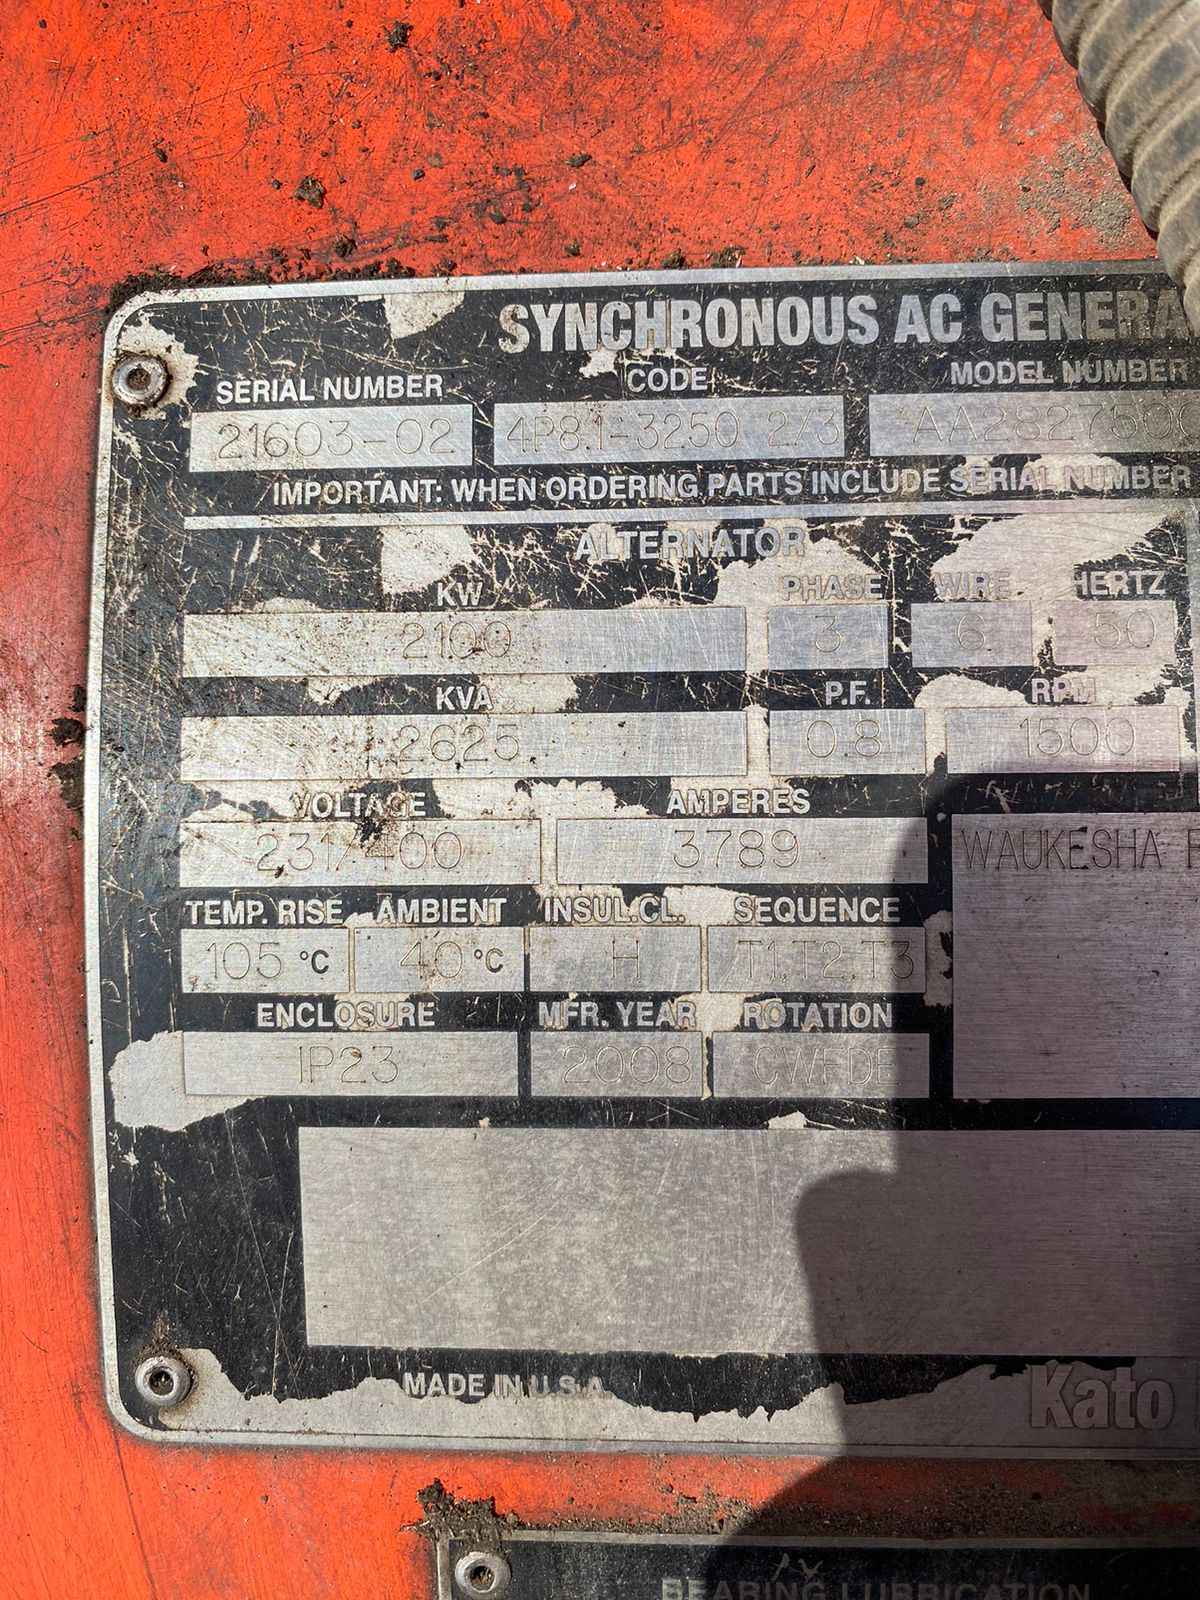 SYNCHRONOUS AC GENERA
SERIAL NUMBER CODE MODEL NUMBER
21603-02 4P8.1-3250 2/3 AA2827500
IMPORTANT: WHEN ORDERING PARTS INCLUDE SERIAL NUMBER
ALTERNATOR
KW PHASE WIRE HERTZ
2100 3 6 50
KVA P.F. RPM
2625 0.8 1500
VOLTAGE AMPERES
231/400 3789 WAUKESHA
TEMP. RISE AMBIENT INSUL.CL. SEQUENCE
105 °C 40°C H T1,T2,T3
ENCLOSURE MFR. YEAR ROTATION
IP23 2008 CWFDE
MADE IN U.S.A.
Kato
BEARING LUBRICATION